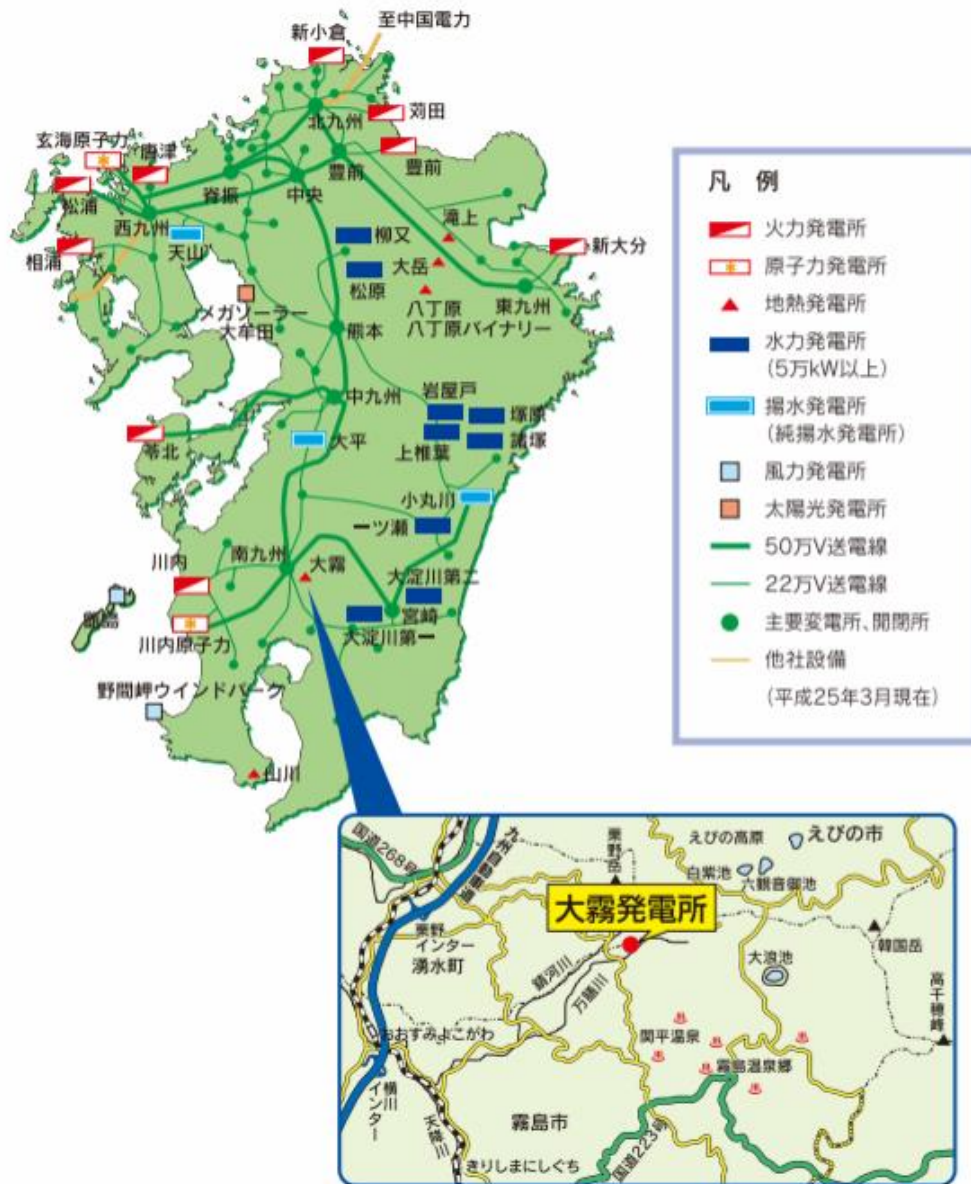 至中国電力
新小倉
北九州
苅田
玄海原子力
唐津
豊前
豊前
松浦
脊振
中央
西九州
滝上
相浦
天山
柳又
新大分
大岳
松原
メガソーラー
大牟田
八丁原
八丁原バイナリー
東九州
熊本
中九州
岩屋戸
塚原
苓北
大平
上椎葉
諸塚
小丸川
一ツ瀬
川内
南九州
大霧
大淀川第二
宮崎
川内原子力
大淀川第一
野間岬ウインドパーク
山川
凡 例
火力発電所
原子力発電所
地熱発電所
水力発電所
(5万kW以上)
揚水発電所
(純揚水発電所)
風力発電所
太陽光発電所
50万V送電線
22万V送電線
主要変電所、開閉所
他社設備
(平成25年3月現在)
国道268号
九州自動車道
栗野岳
えびの高原
えびの市
白紫池
六観音御池
大霧発電所
栗野
インター
湧水町
韓国岳
大浪池
万膳川
高千穂峰
関平温泉
おおすみよこがわ
霧島温泉郷
横川
インター
霧島市
天降川
国道223号
きりしまにしぐち